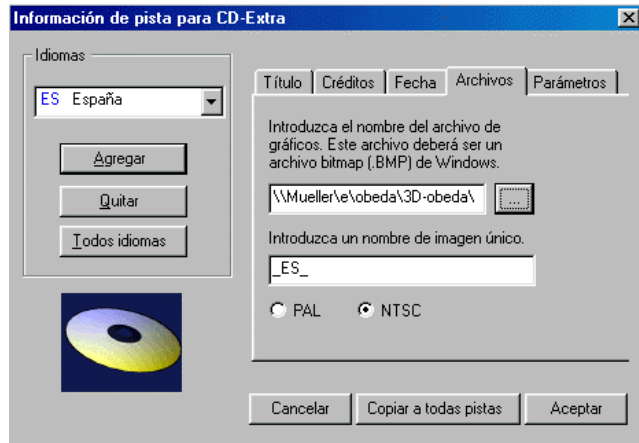 Información de pista para CD-Extra
Idiomas
ES España
Agregar
Quitar
Todos idiomas
Título Créditos Fecha Archivos Parámetros
Introduzca el nombre del archivo de
gráficos. Este archivo deberá ser un
archivo bitmap (.BMP) de Windows.
\\Mueller\e\obeda\3D-obeda\ ...
Introduzca un nombre de imagen único.
_ES_
PAL NTSC
Cancelar Copiar a todas pistas Aceptar